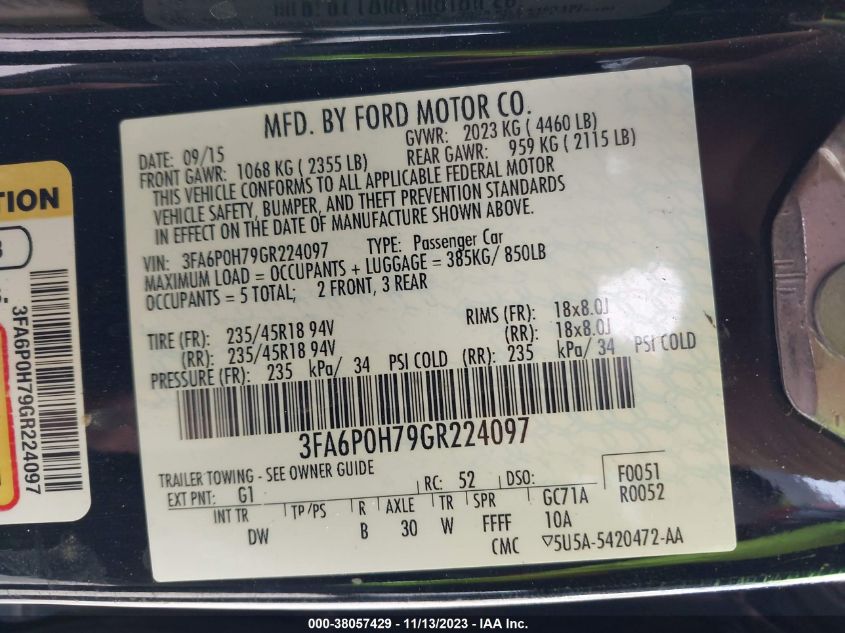 MFD. BY FORD MOTOR CO.
DATE: 09/15 GVWR: 2023 KG ( 4460 LB)
FRONT GAWR: 1068 KG ( 2355 LB) REAR GAWR: 959 KG ( 2115 LB)
THIS VEHICLE CONFORMS TO ALL APPLICABLE FEDERAL MOTOR
VEHICLE SAFETY, BUMPER, AND THEFT PREVENTION STANDARDS
IN EFFECT ON THE DATE OF MANUFACTURE SHOWN ABOVE.
VIN: 3FA6P0H79GR224097 TYPE: Passenger Car
MAXIMUM LOAD = OCCUPANTS + LUGGAGE = 385KG/ 850LB
OCCUPANTS = 5 TOTAL; 2 FRONT, 3 REAR
TIRE (FR): 235/45R18 94V RIMS (FR): 18x8.0J
(RR): 235/45R18 94V (RR): 18x8.0J
PRESSURE (FR): 235 kPa/ 34 PSI COLD (RR): 235 kPa/ 34 PSI COLD
3FA6P0H79GR224097
TRAILER TOWING - SEE OWNER GUIDE
RC: 52 DSO: F0051
EXT PNT: G1 R0052
INT TR TP/PS R AXLE TR SPR GC71A
DW B 30 W FFFF 10A
CMC ▽5U5A-5420472-AA
TION
3FA6P0H79GR224097
000-38057429 - 11/13/2023 - IAA, Inc.